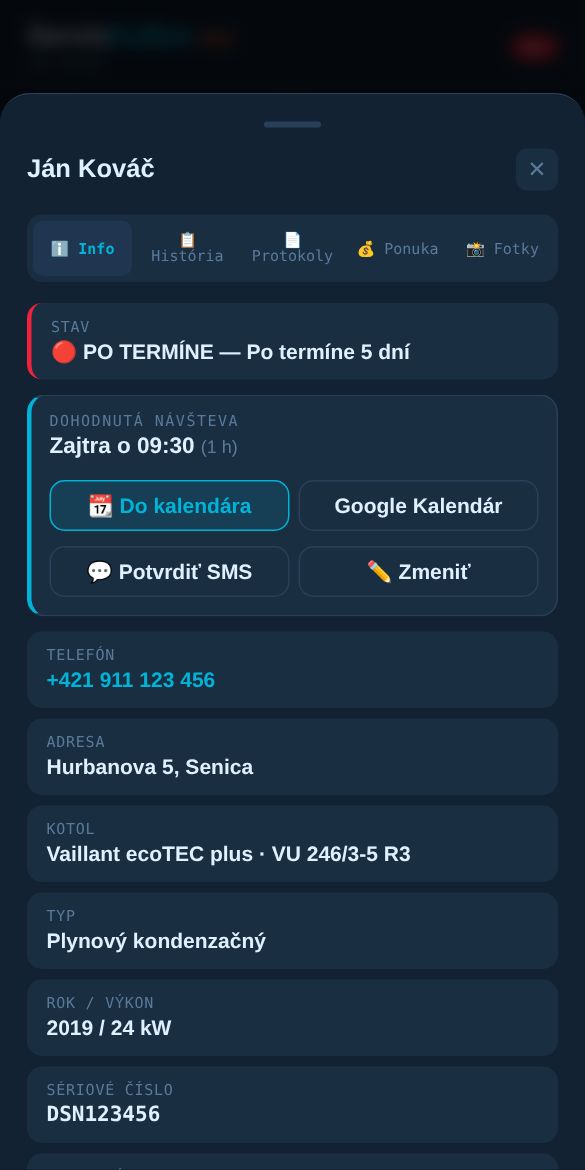 Ján Kováč
✕
ℹ️ Info
📋 História
📄 Protokoly
💰 Ponuka
📸 Fotky
STAV
🔴 PO TERMÍNE — Po termíne 5 dní
DOHODNUTÁ NÁVŠTEVA
Zajtra o 09:30 (1 h)
📆 Do kalendára
Google Kalendár
💬 Potvrdiť SMS
✏️ Zmeniť
TELEFÓN
+421 911 123 456
ADRESA
Hurbanova 5, Senica
KOTOL
Vaillant ecoTEC plus · VU 246/3-5 R3
TYP
Plynový kondenzačný
ROK / VÝKON
2019 / 24 kW
SÉRIOVÉ ČÍSLO
DSN123456